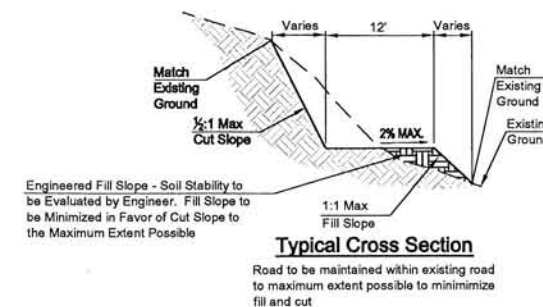 Varies
12'
Varies
Match
Existing
Ground
½:1 Max
Cut Slope
2% MAX.
Match
Existing
Ground
Existin
Ground
Engineered Fill Slope - Soil Stability to
be Evaluated by Engineer. Fill Slope to
be Minimized in Favor of Cut Slope to
the Maximum Extent Possible
1:1 Max
Fill Slope
Typical Cross Section
Road to be maintained within existing road
to maximum extent possible to minimimize
fill and cut